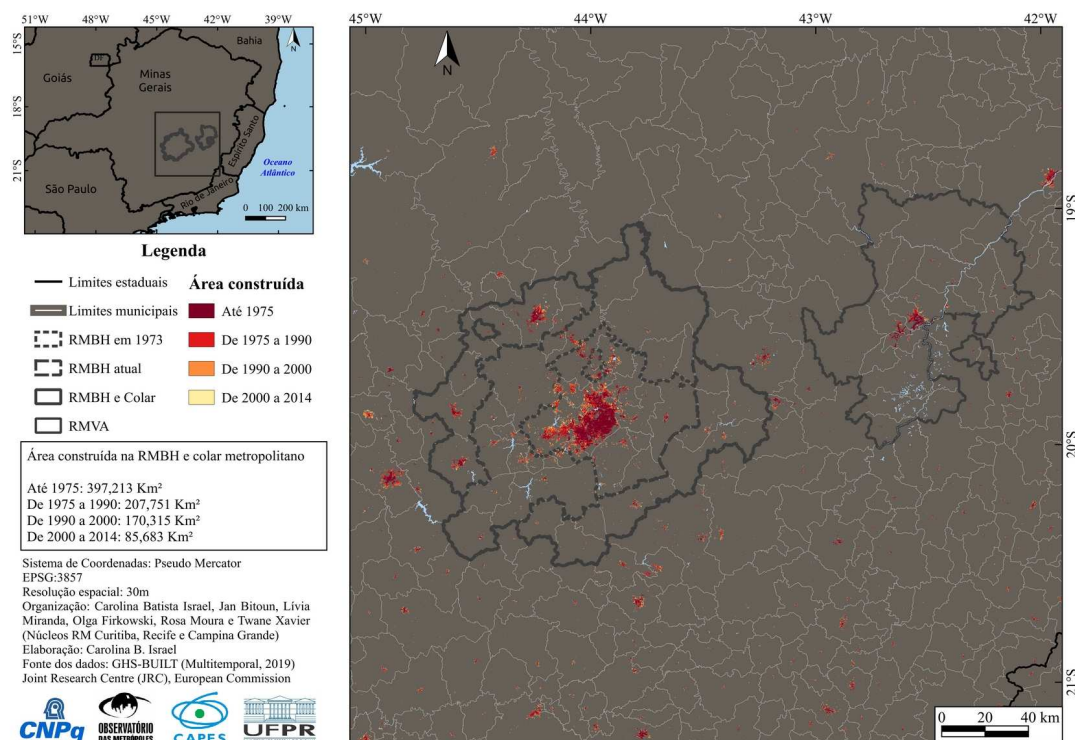 51°W 48°W 45°W 42°W 39°W
15°S
18°S
21°S
Bahia
N
DF
Goiás
Minas
Gerais
Espírito Santo
Oceano
Atlântico
São Paulo
Rio de Janeiro
0 100 200 km
Legenda
Limites estaduais
Limites municipais
RMBH em 1973
RMBH atual
RMBH e Colar
RMVA
Área construída
Até 1975
De 1975 a 1990
De 1990 a 2000
De 2000 a 2014
Área construída na RMBH e colar metropolitano
Até 1975: 397,213 Km²
De 1975 a 1990: 207,751 Km²
De 1990 a 2000: 170,315 Km²
De 2000 a 2014: 85,683 Km²
Sistema de Coordenadas: Pseudo Mercator
EPSG:3857
Resolução espacial: 30m
Organização: Carolina Batista Israel, Jan Bitoun, Lívia
Miranda, Olga Firkowski, Rosa Moura e Twane Xavier
(Núcleos RM Curitiba, Recife e Campina Grande)
Elaboração: Carolina B. Israel
Fonte dos dados: GHS-BUILT (Multitemporal, 2019)
Joint Research Centre (JRC), European Commission
CNPq
OBSERVATÓRIO
DAS METRÓPOLES
CAPES
UFPR
45°W 44°W 43°W 42°W
N
19°S
20°S
21°S
0 20 40 km